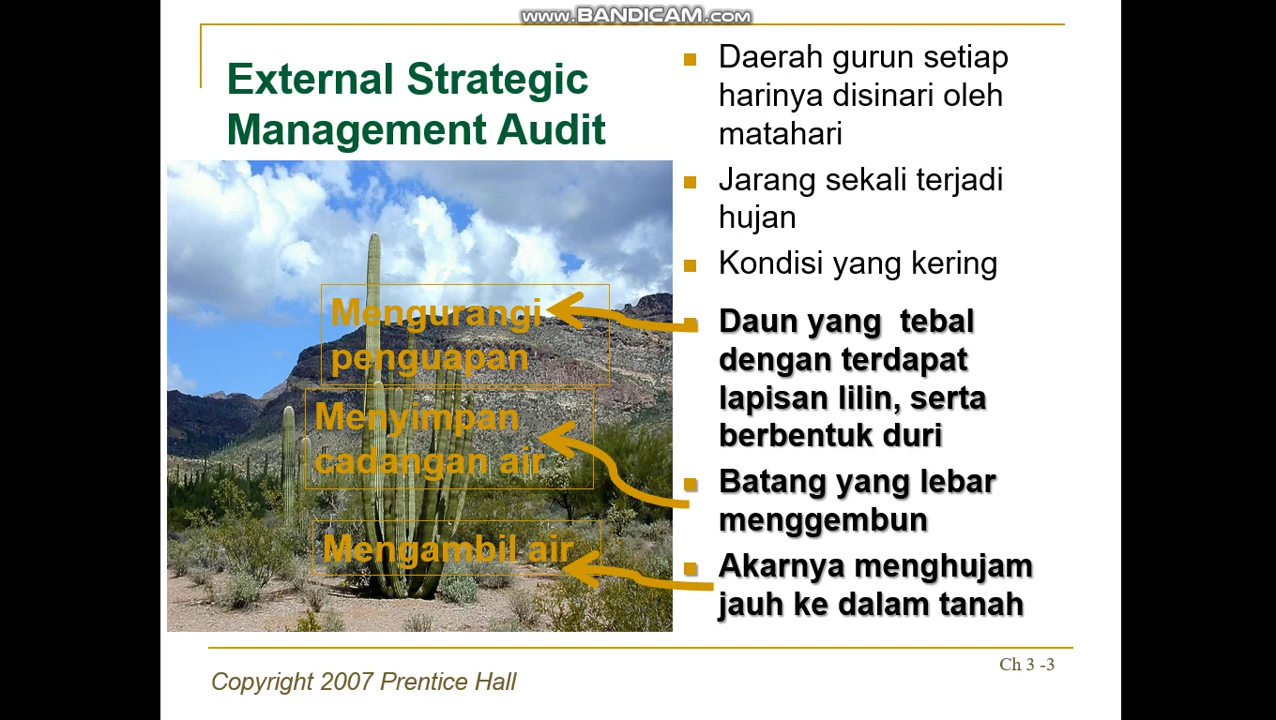 www.BANDICAM.com
External Strategic
Management Audit
Mengurangi
penguapan
Menyimpan
cadangan air
Mengambil air
Daerah gurun setiap
harinya disinari oleh
matahari
Jarang sekali terjadi
hujan
Kondisi yang kering
Daun yang tebal
dengan terdapat
lapisan lilin, serta
berbentuk duri
Batang yang lebar
menggembun
Akarnya menghujam
jauh ke dalam tanah
Copyright 2007 Prentice Hall
Ch 3 -3